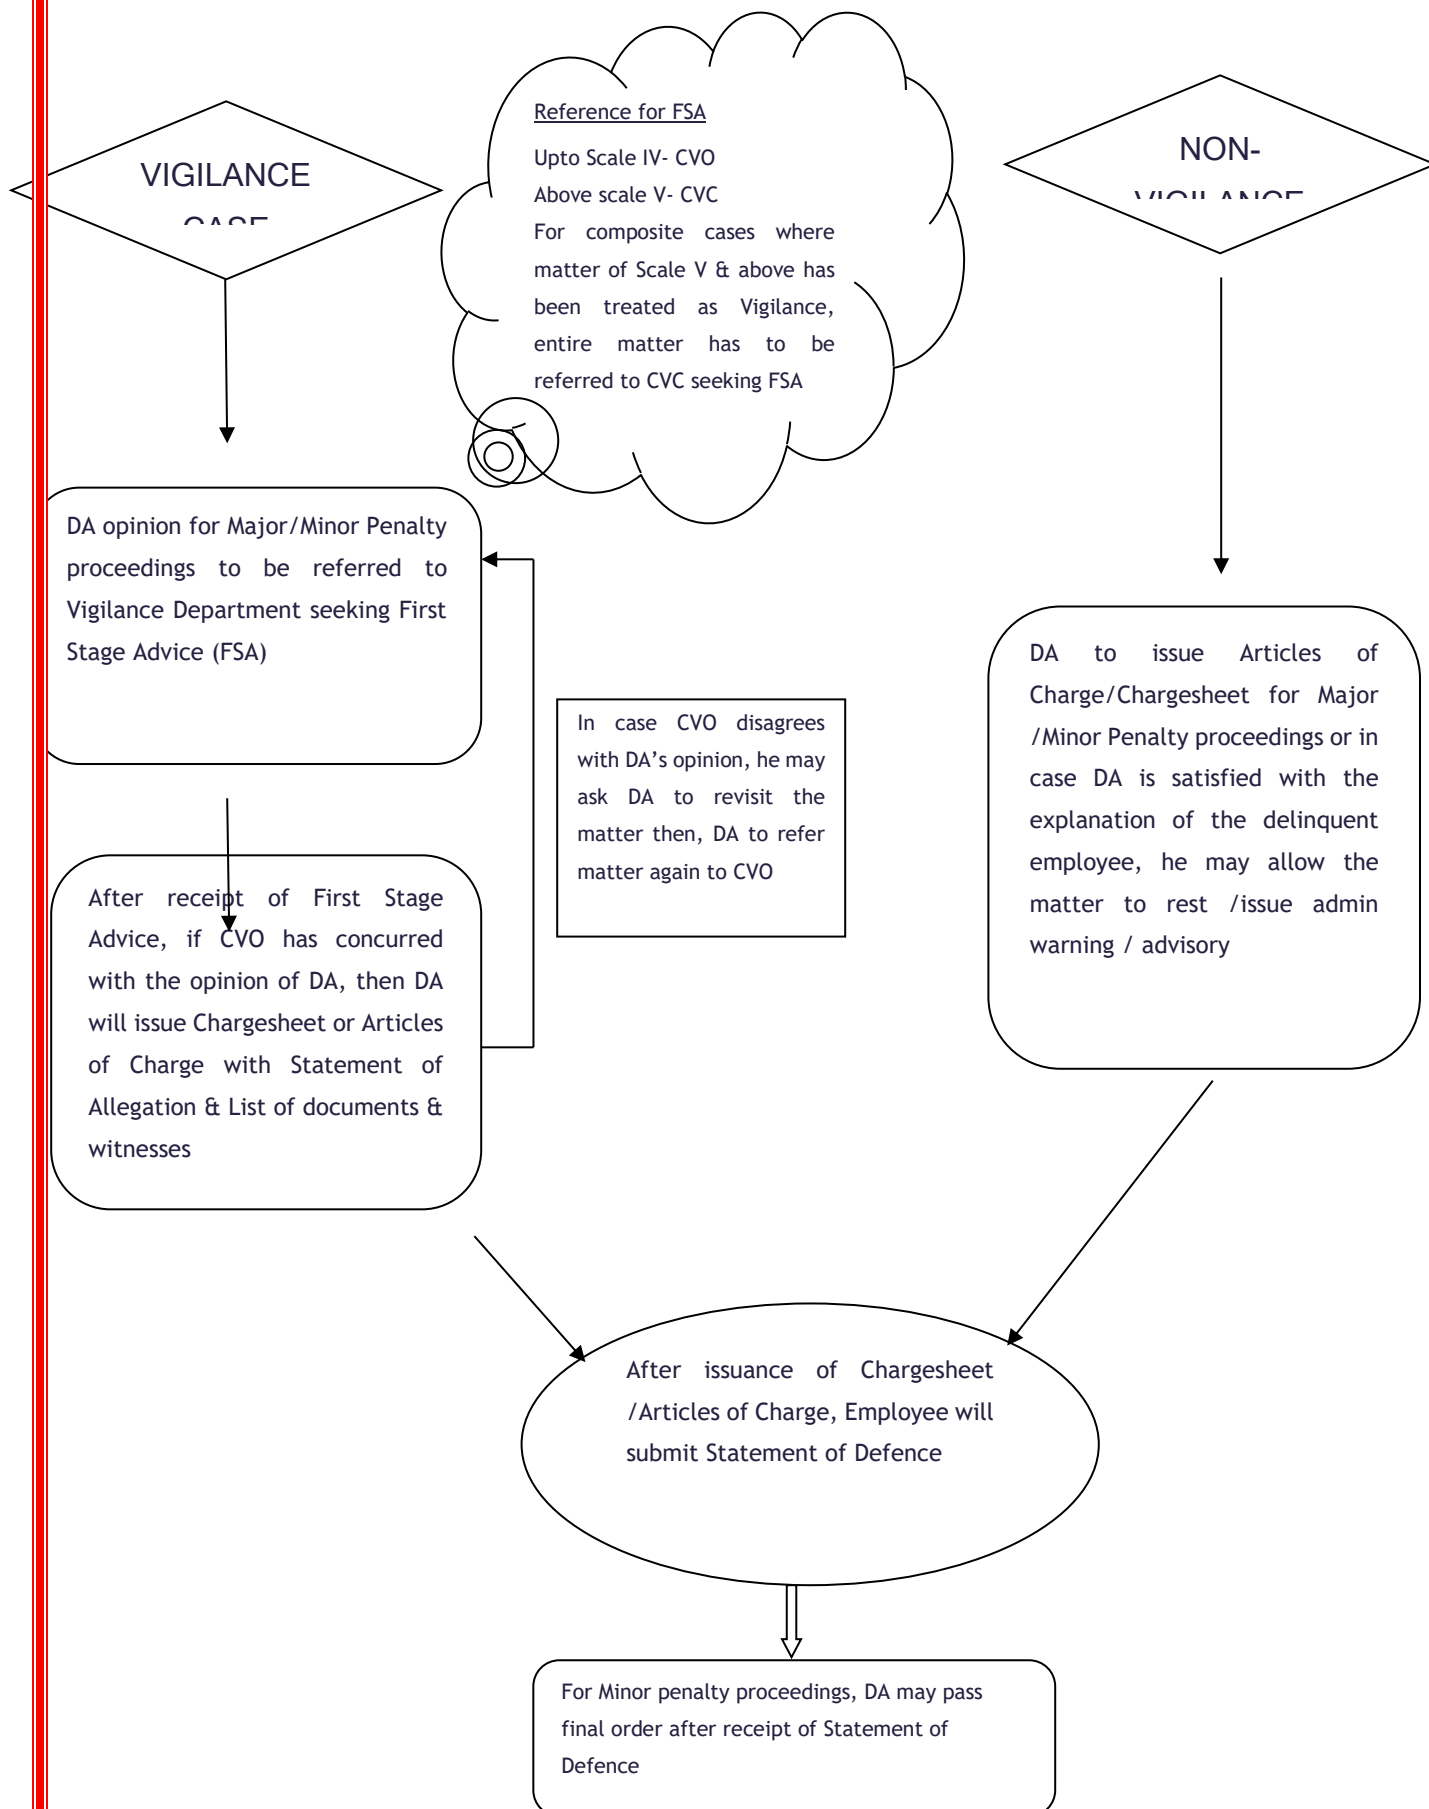 VIGILANCE
CASE
Reference for FSA
Upto Scale IV- CVO
Above scale V- CVC
For composite cases where
matter of Scale V & above has
been treated as Vigilance,
entire matter has to be
referred to CVC seeking FSA
NON-
VIGILANCE
DA opinion for Major/Minor Penalty
proceedings to be referred to
Vigilance Department seeking First
Stage Advice (FSA)
In case CVO disagrees
with DA’s opinion, he may
ask DA to revisit the
matter then, DA to refer
matter again to CVO
DA to issue Articles of
Charge/Chargesheet for Major
/Minor Penalty proceedings or in
case DA is satisfied with the
explanation of the delinquent
employee, he may allow the
matter to rest /issue admin
warning / advisory
After receipt of First Stage
Advice, if CVO has concurred
with the opinion of DA, then DA
will issue Chargesheet or Articles
of Charge with Statement of
Allegation & List of documents &
witnesses
After issuance of Chargesheet
/Articles of Charge, Employee will
submit Statement of Defence
For Minor penalty proceedings, DA may pass
final order after receipt of Statement of
Defence